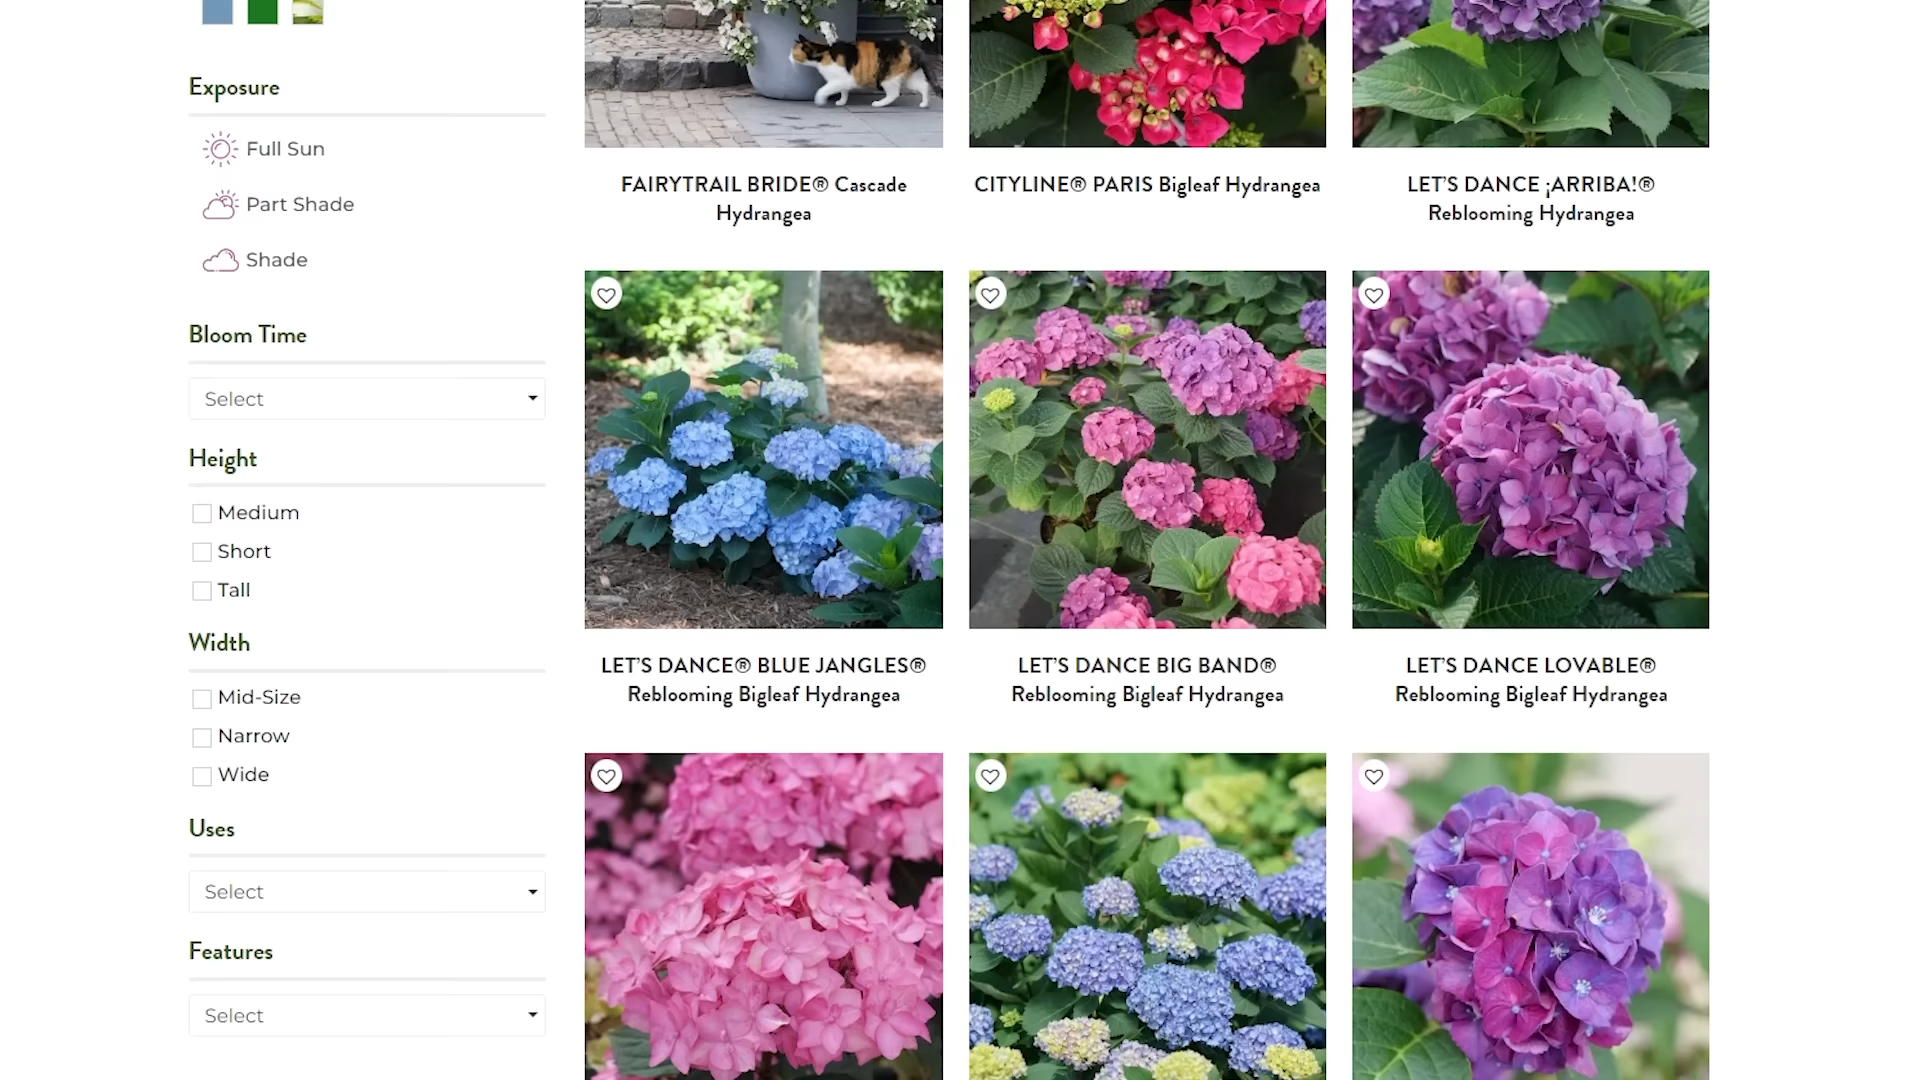 Exposure
Full Sun
Part Shade
Shade
Bloom Time
Select
Height
Medium
Short
Tall
Width
Mid-Size
Narrow
Wide
Uses
Select
Features
Select
FAIRYTRAIL BRIDE® Cascade
Hydrangea
CITYLINE® PARIS Bigleaf Hydrangea
LET'S DANCE ¡ARRIBA!®
Reblooming Hydrangea
LET'S DANCE® BLUE JANGLES®
Reblooming Bigleaf Hydrangea
LET'S DANCE BIG BAND®
Reblooming Bigleaf Hydrangea
LET'S DANCE LOVABLE®
Reblooming Bigleaf Hydrangea